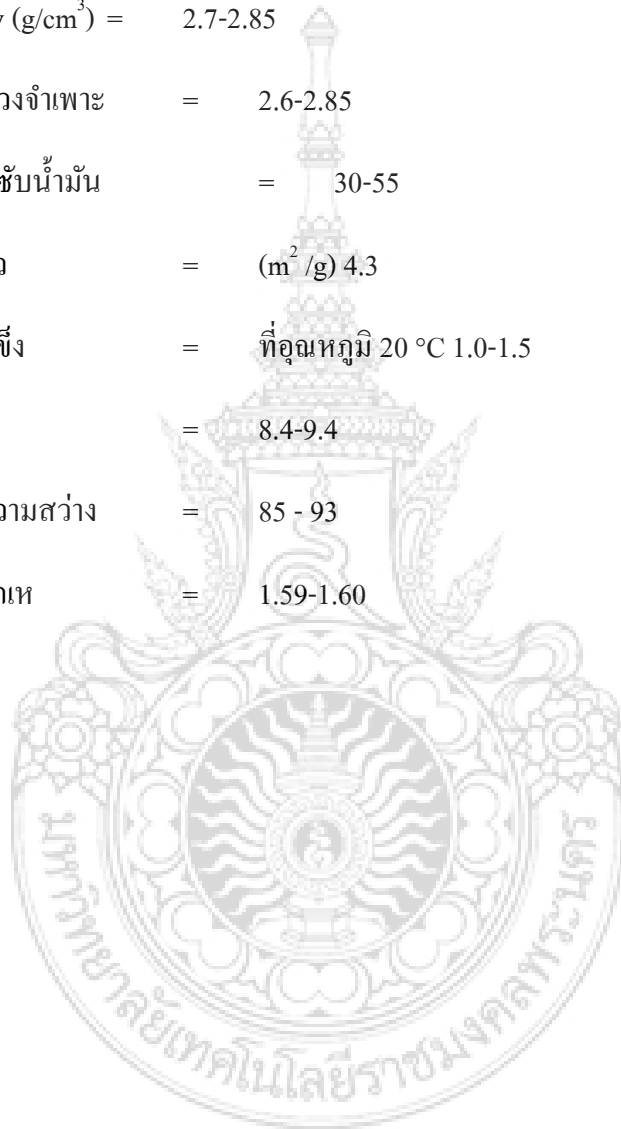 y (g/cm³) = 2.7-2.85
วงจำเพาะ = 2.6-2.85
ซับน้ำมัน = 30-55
ว = (m² /g) 4.3
ข็ง = ที่อุณหภูมิ 20 °C 1.0-1.5
= 8.4-9.4
วามสว่าง = 85 - 93
กเห = 1.59-1.60
มหาวิทยาลัยเทคโนโลยีราชมงคลพระนคร